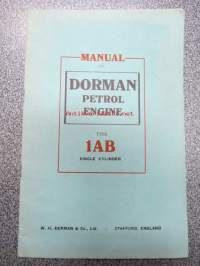 MANUAL
DORMAN
PETROL
ENGINE
TYPE
1AB
SINGLE CYLINDER
W. H. DORMAN & Co., Ltd. STAFFORD, ENGLAND